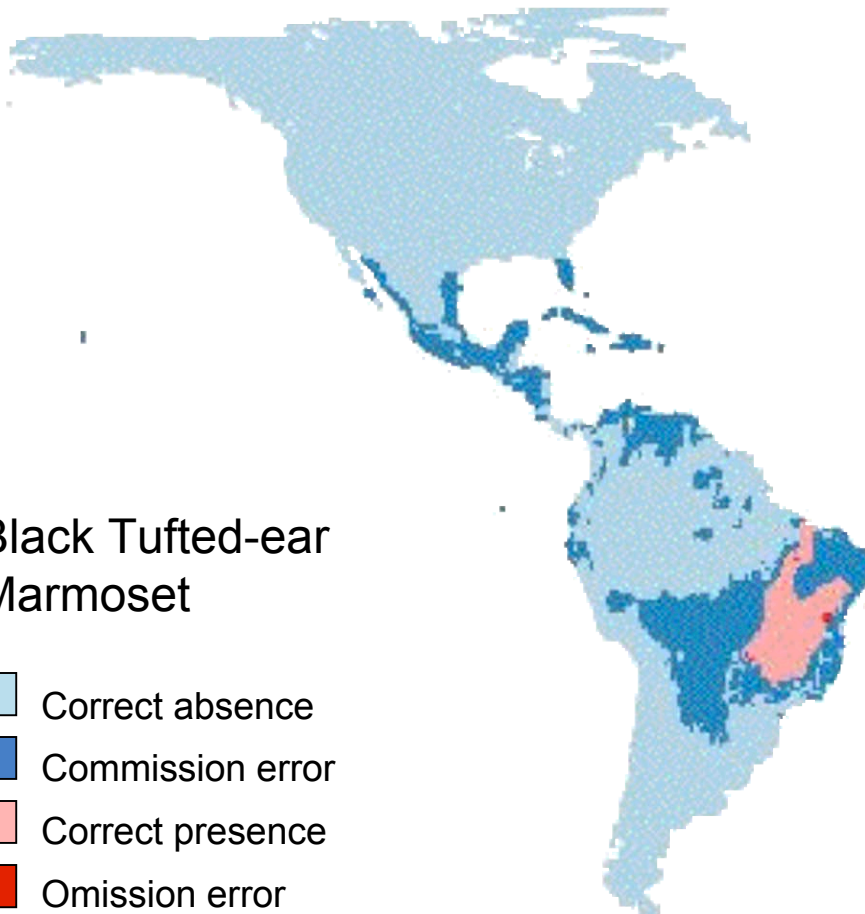 Black Tufted-ear
Marmoset
Correct absence
Commission error
Correct presence
Omission error